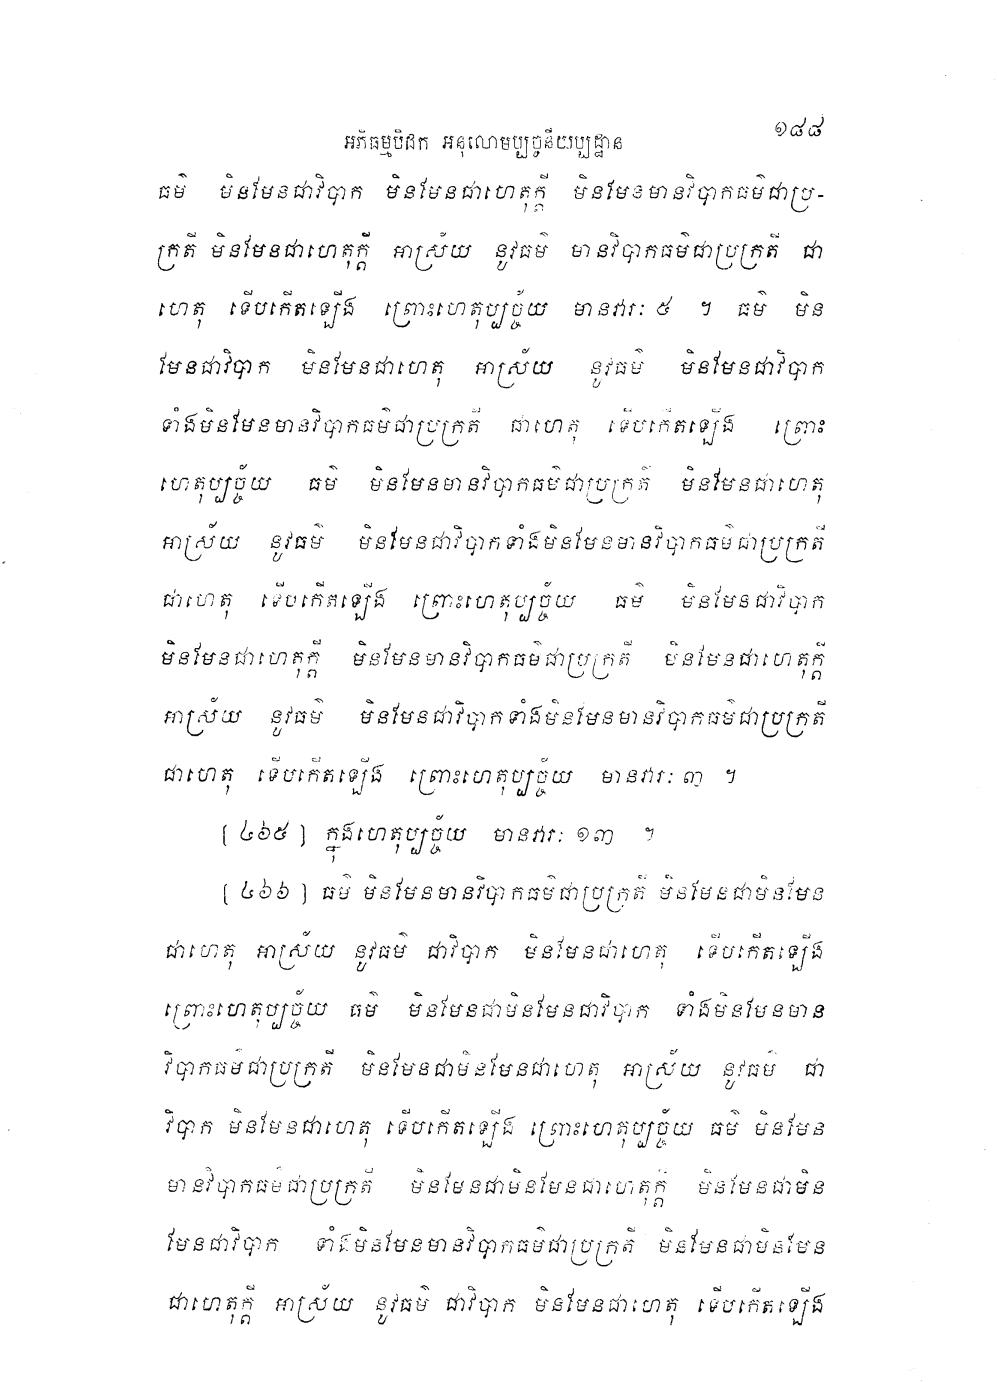 ១៨៨
អភិធម្មបិដក អនុលោមប្បច្ចនីយប្បដ្ឋាន
ធម៌ មិនមែនជាវិបាក មិនមែនជាហេតុក្តី មិនមែនមានវិបាកធម៌ជាប្រ-
ក្រតី មិនមែនជាហេតុក្តី អាស្រ័យ នូវធម៌ មានវិបាកធម៌ជាប្រក្រតី ជា
ហេតុ ទើបកើតឡើង ព្រោះហេតុប្បច្ច័យ មានវារៈ ៥ ។ ធម៌ មិន
មែនជាវិបាក មិនមែនជាហេតុ អាស្រ័យ នូវធម៌ មិនមែនជាវិបាក
ទាំងមិនមែនមានវិបាកធម៌ជាប្រក្រតី ជាហេតុ ទើបកើតឡើង ព្រោះ
ហេតុប្បច្ច័យ ធម៌ មិនមែនមានវិបាកធម៌ជាប្រក្រតី មិនមែនជាហេតុ
អាស្រ័យ នូវធម៌ មិនមែនជាវិបាកទាំងមិនមែនមានវិបាកធម៌ជាប្រក្រតី
ជាហេតុ ទើបកើតឡើង ព្រោះហេតុប្បច្ច័យ ធម៌ មិនមែនជាវិបាក
មិនមែនជាហេតុក្តី មិនមែនមានវិបាកធម៌ជាប្រក្រតី មិនមែនជាហេតុក្តី
អាស្រ័យ នូវធម៌ មិនមែនជាវិបាកទាំងមិនមែនមានវិបាកធម៌ជាប្រក្រតី
ជាហេតុ ទើបកើតឡើង ព្រោះហេតុប្បច្ច័យ មានវារៈ ៣ ។
[ ៤៦៥ ] ក្នុងហេតុប្បច្ច័យ មានវារៈ ១៣ ។
[ ៤៦៦ ] ធម៌ មិនមែនមានវិបាកធម៌ជាប្រក្រតី មិនមែនជាមិនមែន
ជាហេតុ អាស្រ័យ នូវធម៌ ជាវិបាក មិនមែនជាហេតុ ទើបកើតឡើង
ព្រោះហេតុប្បច្ច័យ ធម៌ មិនមែនជាមិនមែនជាវិបាក ទាំងមិនមែនមាន
វិបាកធម៌ជាប្រក្រតី មិនមែនជាមិនមែនជាហេតុ អាស្រ័យ នូវធម៌ ជា
វិបាក មិនមែនជាហេតុ ទើបកើតឡើង ព្រោះហេតុប្បច្ច័យ ធម៌ មិនមែន
មានវិបាកធម៌ជាប្រក្រតី មិនមែនជាមិនមែនជាហេតុក្តី មិនមែនជាមិន
មែនជាវិបាក ទាំងមិនមែនមានវិបាកធម៌ជាប្រក្រតី មិនមែនជាមិនមែន
ជាហេតុក្តី អាស្រ័យ នូវធម៌ ជាវិបាក មិនមែនជាហេតុ ទើបកើតឡើង